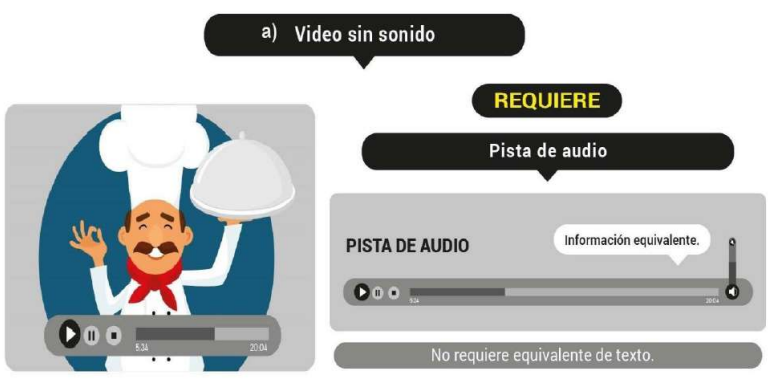 a) Video sin sonido
REQUIERE
Pista de audio
PISTA DE AUDIO
Información equivalente.
5:34
20:04
5:34
20:04
No requiere equivalente de texto.